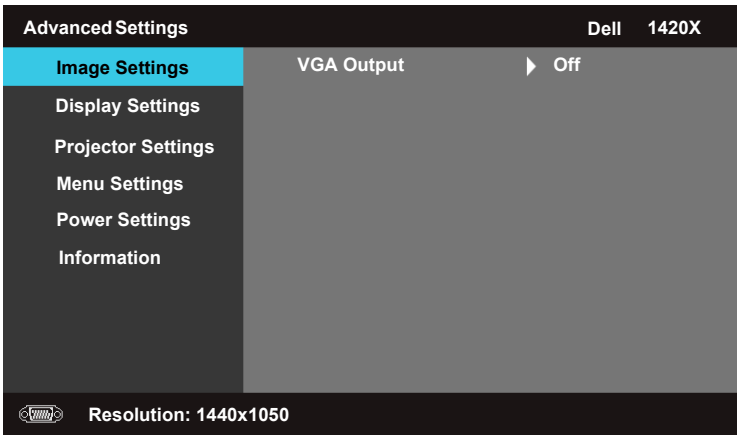 Advanced Settings Dell 1420X
Image Settings VGA Output Off
Display Settings
Projector Settings
Menu Settings
Power Settings
Information
Resolution: 1440x1050